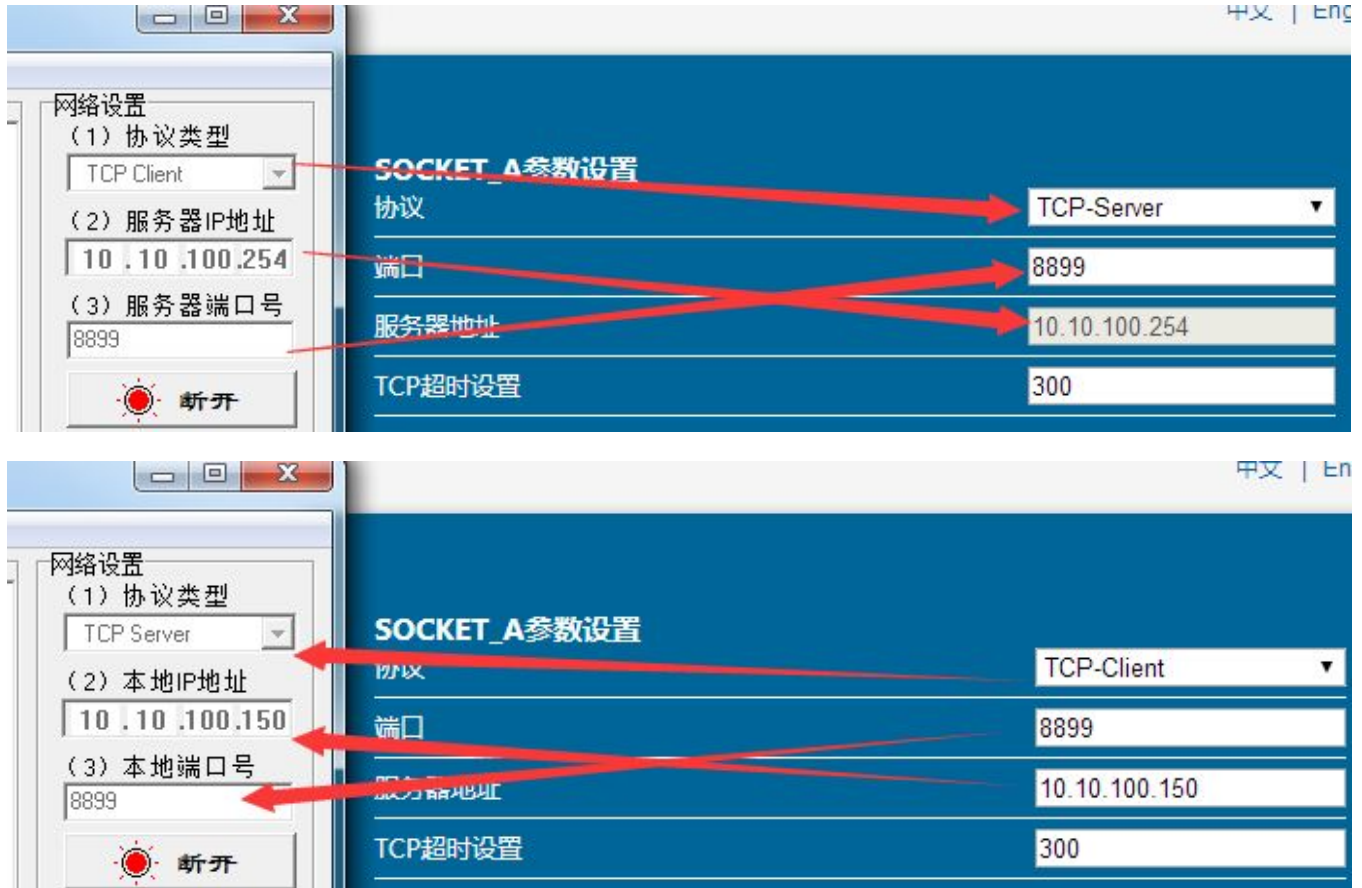 中文 | Eng
网络设置
（1）协议类型
TCP Client
（2）服务器IP地址
10 .10 .100.254
（3）服务器端口号
8899
断开
SOCKET_A参数设置
协议
TCP-Server
端口
8899
服务器地址
10.10.100.254
TCP超时设置
300
中文 | En
网络设置
（1）协议类型
TCP Server
（2）本地IP地址
10 .10 .100.150
（3）本地端口号
8899
断开
SOCKET_A参数设置
协议
TCP-Client
端口
8899
服务器地址
10.10.100.150
TCP超时设置
300